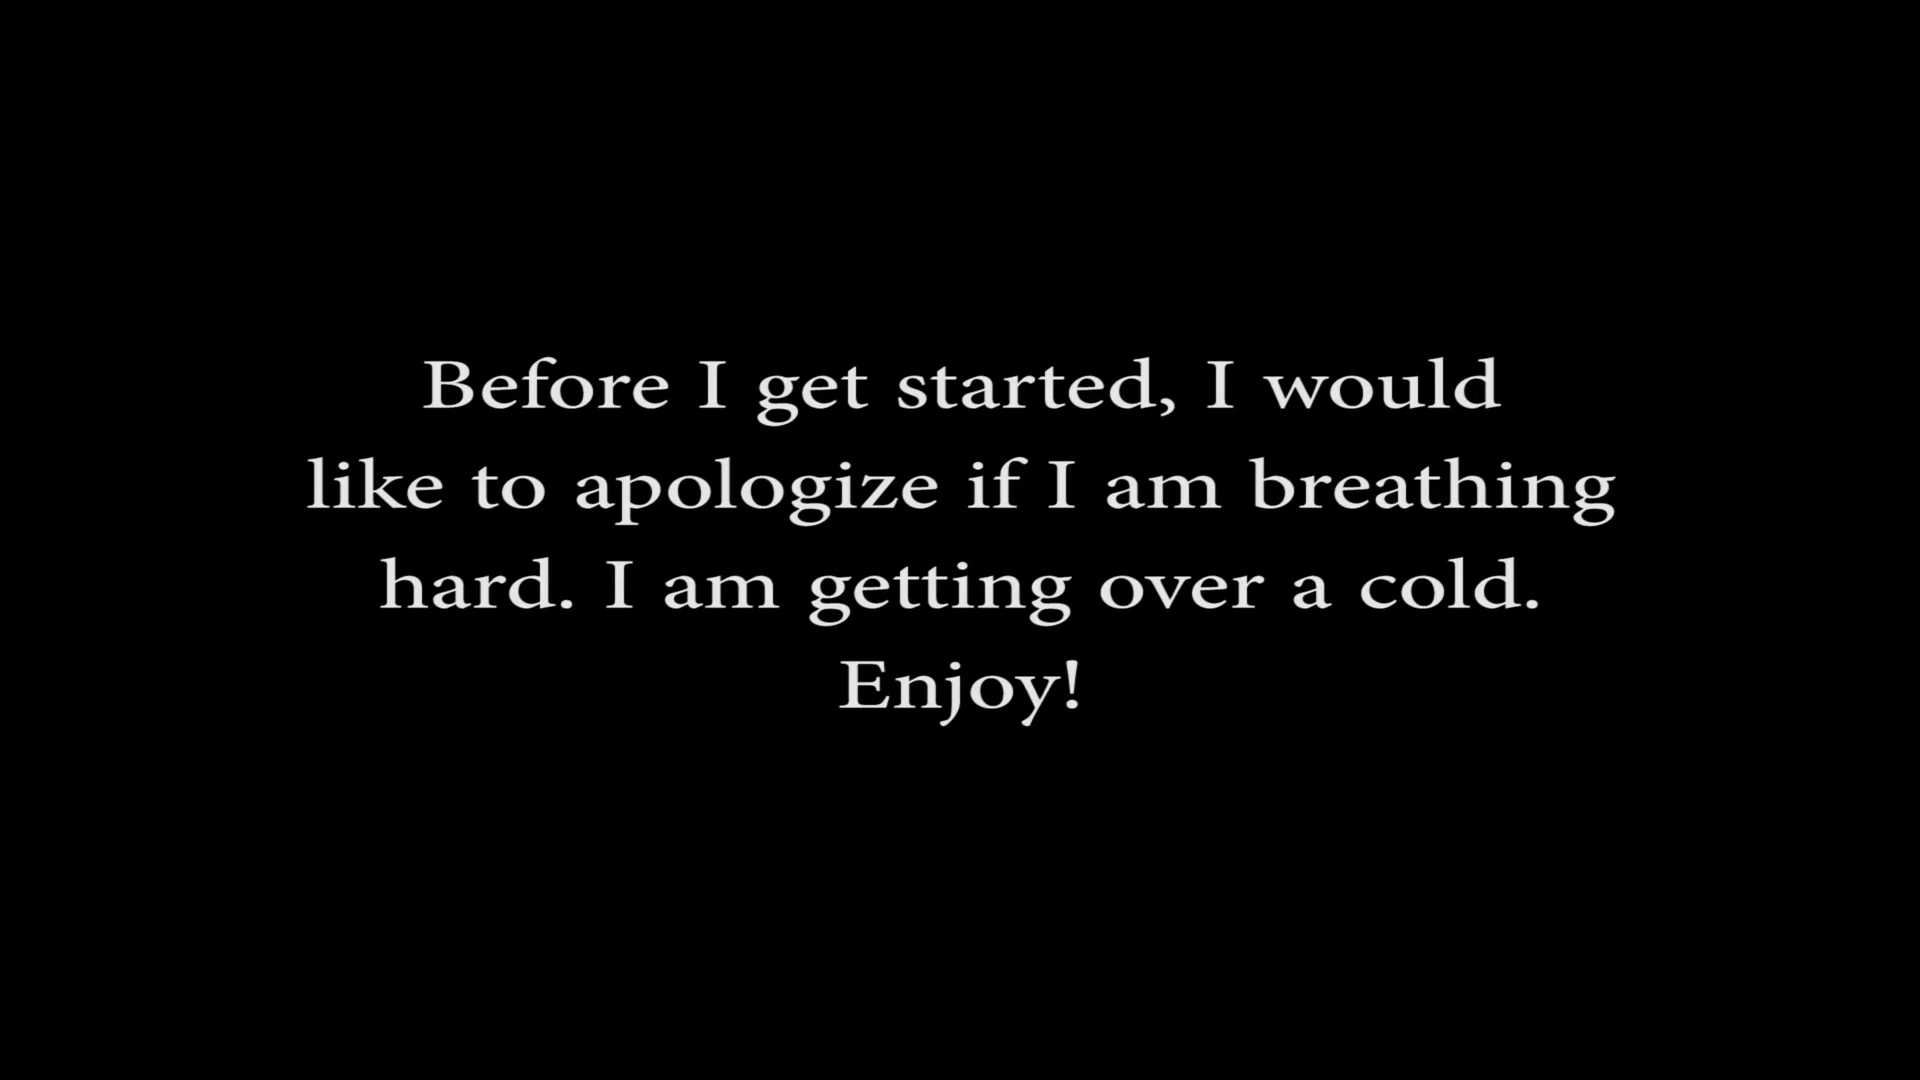 Before I get started, I would
like to apologize if I am breathing
hard. I am getting over a cold.
Enjoy!